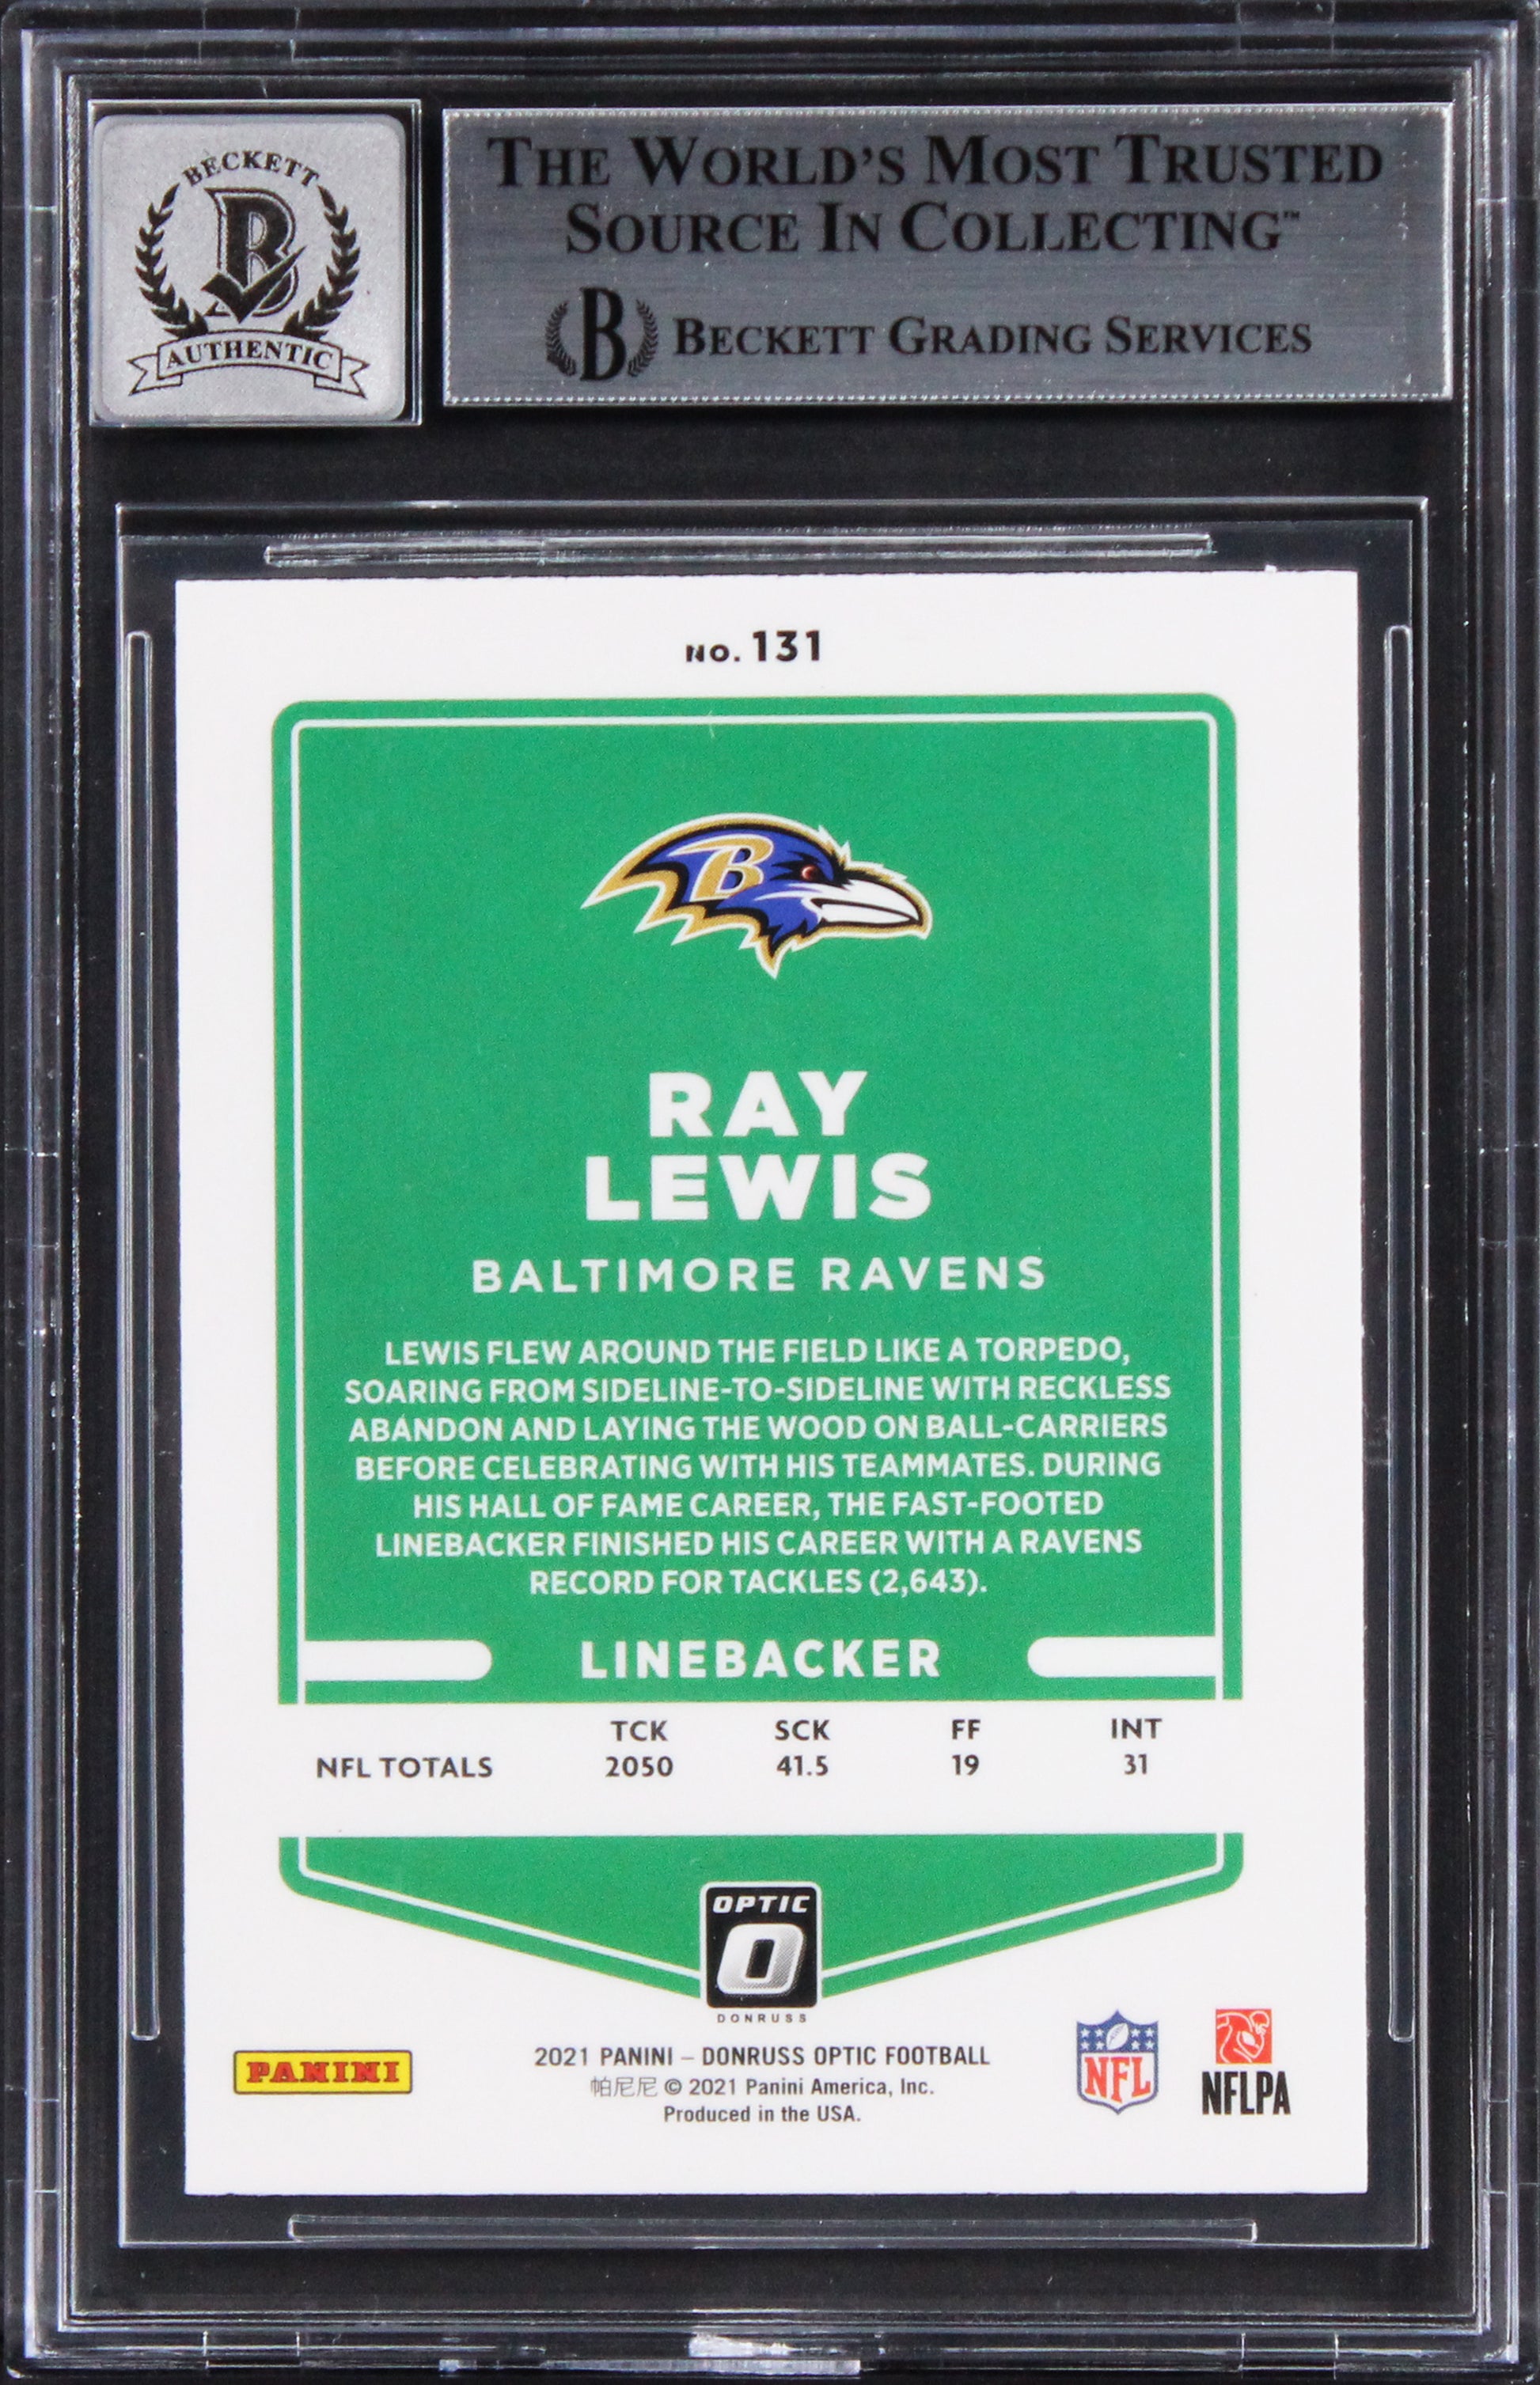 BECKETT
B
AUTHENTIC
THE WORLD'S MOST TRUSTED
SOURCE IN COLLECTING™
B BECKETT GRADING SERVICES
NO. 131
B
RAY
LEWIS
BALTIMORE RAVENS
LEWIS FLEW AROUND THE FIELD LIKE A TORPEDO,
SOARING FROM SIDELINE-TO-SIDELINE WITH RECKLESS
ABANDON AND LAYING THE WOOD ON BALL-CARRIERS
BEFORE CELEBRATING WITH HIS TEAMMATES. DURING
HIS HALL OF FAME CAREER, THE FAST-FOOTED
LINEBACKER FINISHED HIS CAREER WITH A RAVENS
RECORD FOR TACKLES (2,643).
LINEBACKER
TCK SCK FF INT
NFL TOTALS 2050 41.5 19 31
OPTIC
O
DONRUSS
PANINI
2021 PANINI – DONRUSS OPTIC FOOTBALL
帕尼尼 © 2021 Panini America, Inc.
Produced in the USA.
NFL
NFLPA